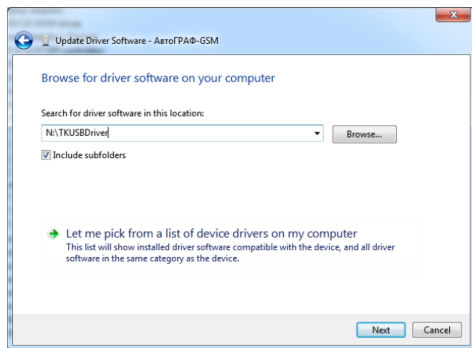 Update Driver Software - АвтоГРАФ-GSM
Browse for driver software on your computer
Search for driver software in this location:
N:\TKUSBDriver
Browse...
Include subfolders
Let me pick from a list of device drivers on my computer
This list will show installed driver software compatible with the device, and all driver
software in the same category as the device.
Next
Cancel